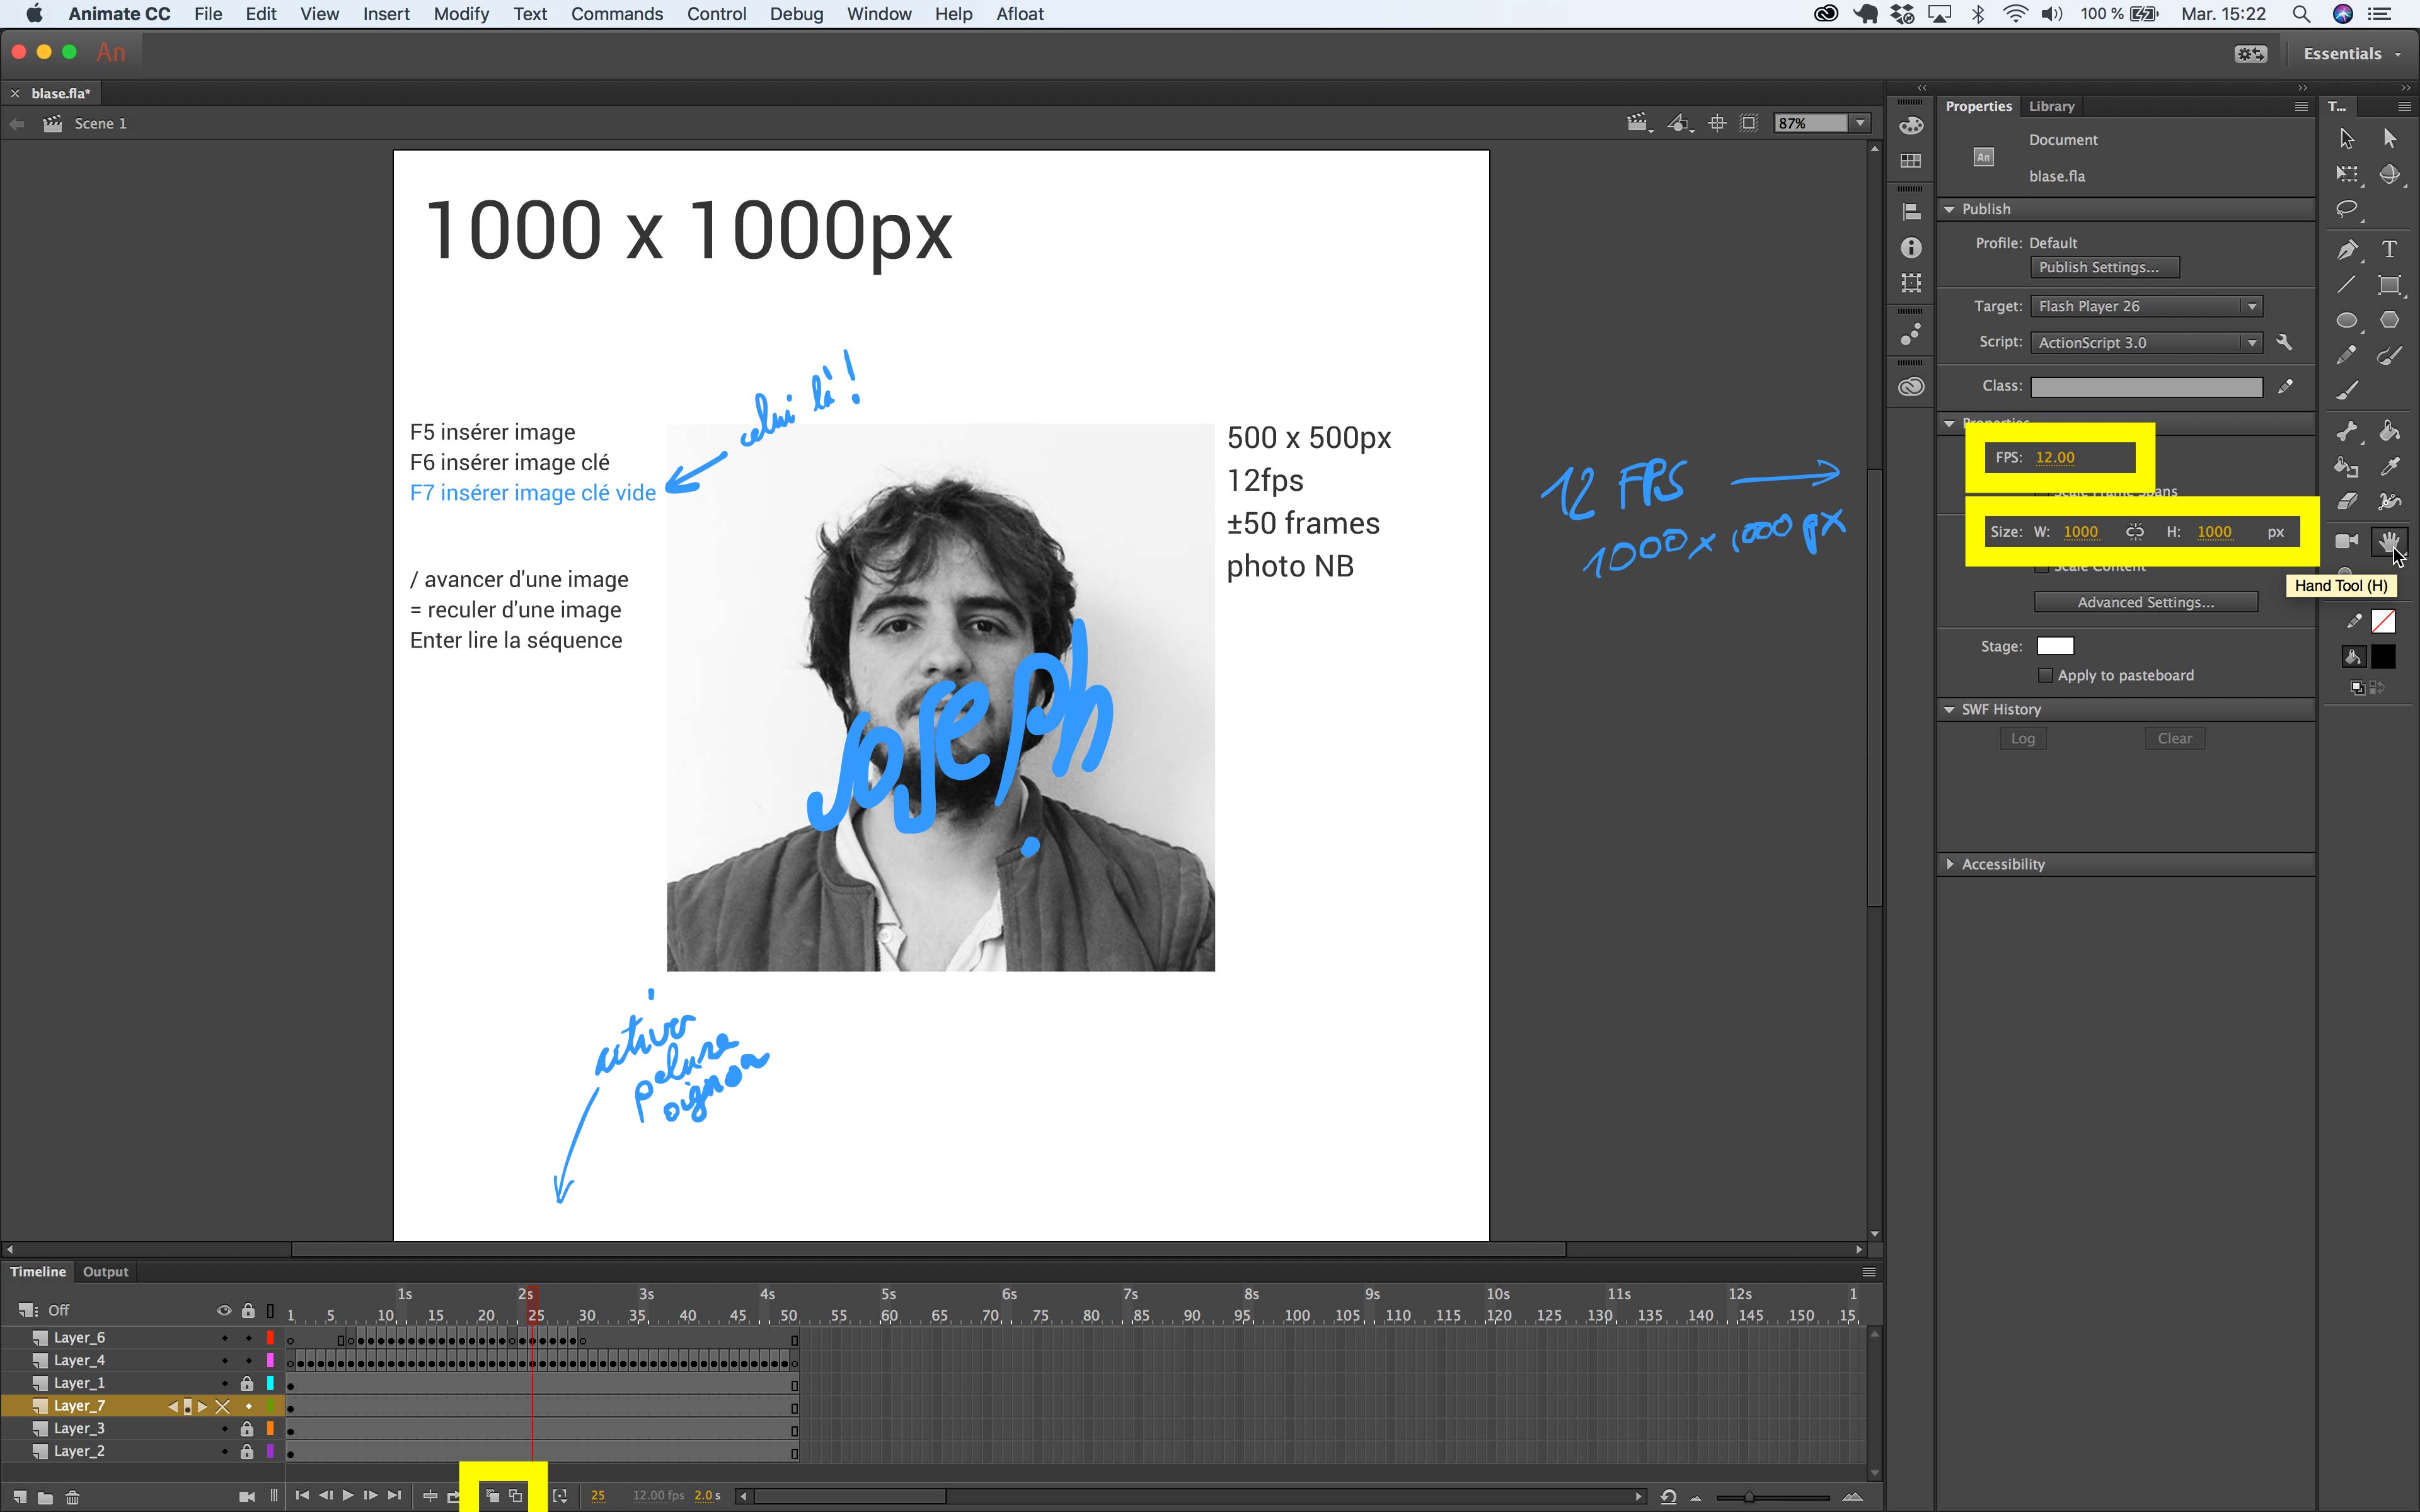 Animate CC File Edit View Insert Modify Text Commands Control Debug Window Help Afloat
100 % Mar. 15:22
An
Essentials
blase.fla*
Scene 1
87%
1000 x 1000px
celui là !
F5 insérer image
F6 insérer image clé
F7 insérer image clé vide
/ avancer d'une image
= reculer d'une image
Enter lire la séquence
500 x 500px
12fps
±50 frames
photo NB
joseph
12 FPS
1000 x 1000 px
activer
pelure
oignon
Properties Library
T...
Document
An
blase.fla
Publish
Profile: Default
Publish Settings...
Target: Flash Player 26
Script: ActionScript 3.0
Class:
Properties
FPS: 12.00
Scale Frame Spans
Size: W: 1000 H: 1000 px
Scale Content
Hand Tool (H)
Advanced Settings...
Stage:
Apply to pasteboard
SWF History
Log Clear
Accessibility
Timeline Output
1s 2s 3s 4s 5s 6s 7s 8s 9s 10s 11s 12s 1
Off
1 5 10 15 20 25 30 35 40 45 50 55 60 65 70 75 80 85 90 95 100 105 110 115 120 125 130 135 140 145 150 15
Layer_6
Layer_4
Layer_1
Layer_7
Layer_3
Layer_2
25 12.00 fps 2.0 s